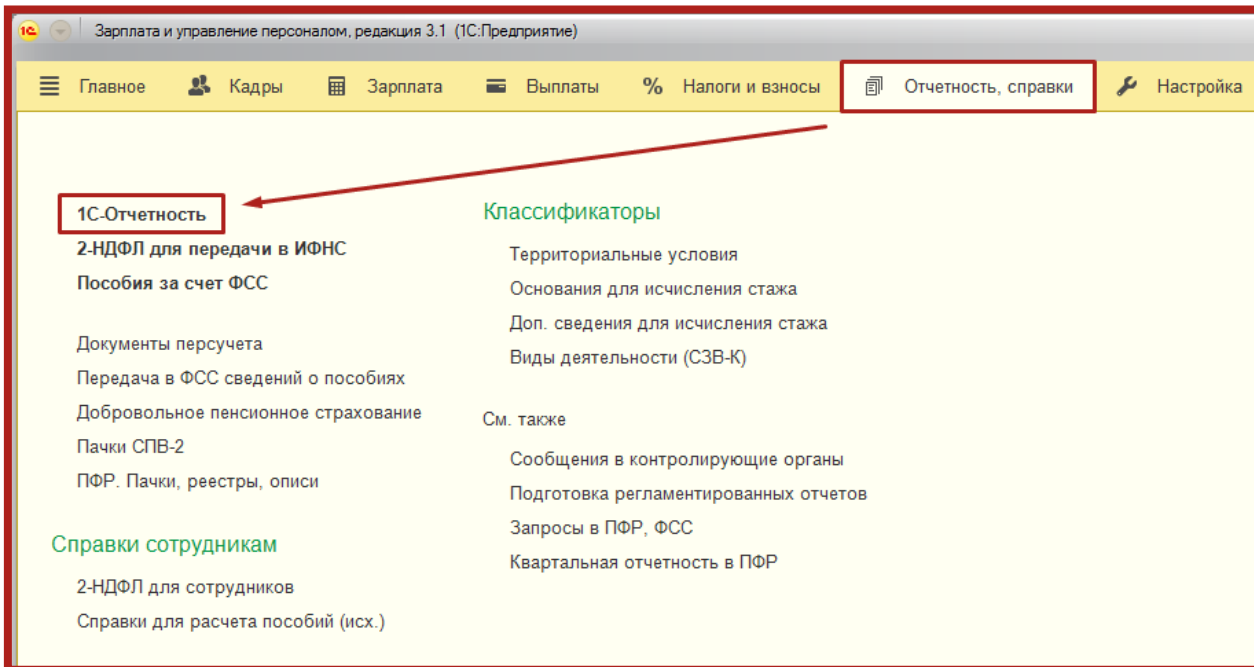 1С Зарплата и управление персоналом, редакция 3.1 (1С:Предприятие)
Главное Кадры Зарплата Выплаты % Налоги и взносы Отчетность, справки Настройка
1С-Отчетность
2-НДФЛ для передачи в ИФНС
Пособия за счет ФСС
Документы персучета
Передача в ФСС сведений о пособиях
Добровольное пенсионное страхование
Пачки СПВ-2
ПФР. Пачки, реестры, описи
Справки сотрудникам
2-НДФЛ для сотрудников
Справки для расчета пособий (исх.)
Классификаторы
Территориальные условия
Основания для исчисления стажа
Доп. сведения для исчисления стажа
Виды деятельности (СЗВ-К)
См. также
Сообщения в контролирующие органы
Подготовка регламентированных отчетов
Запросы в ПФР, ФСС
Квартальная отчетность в ПФР